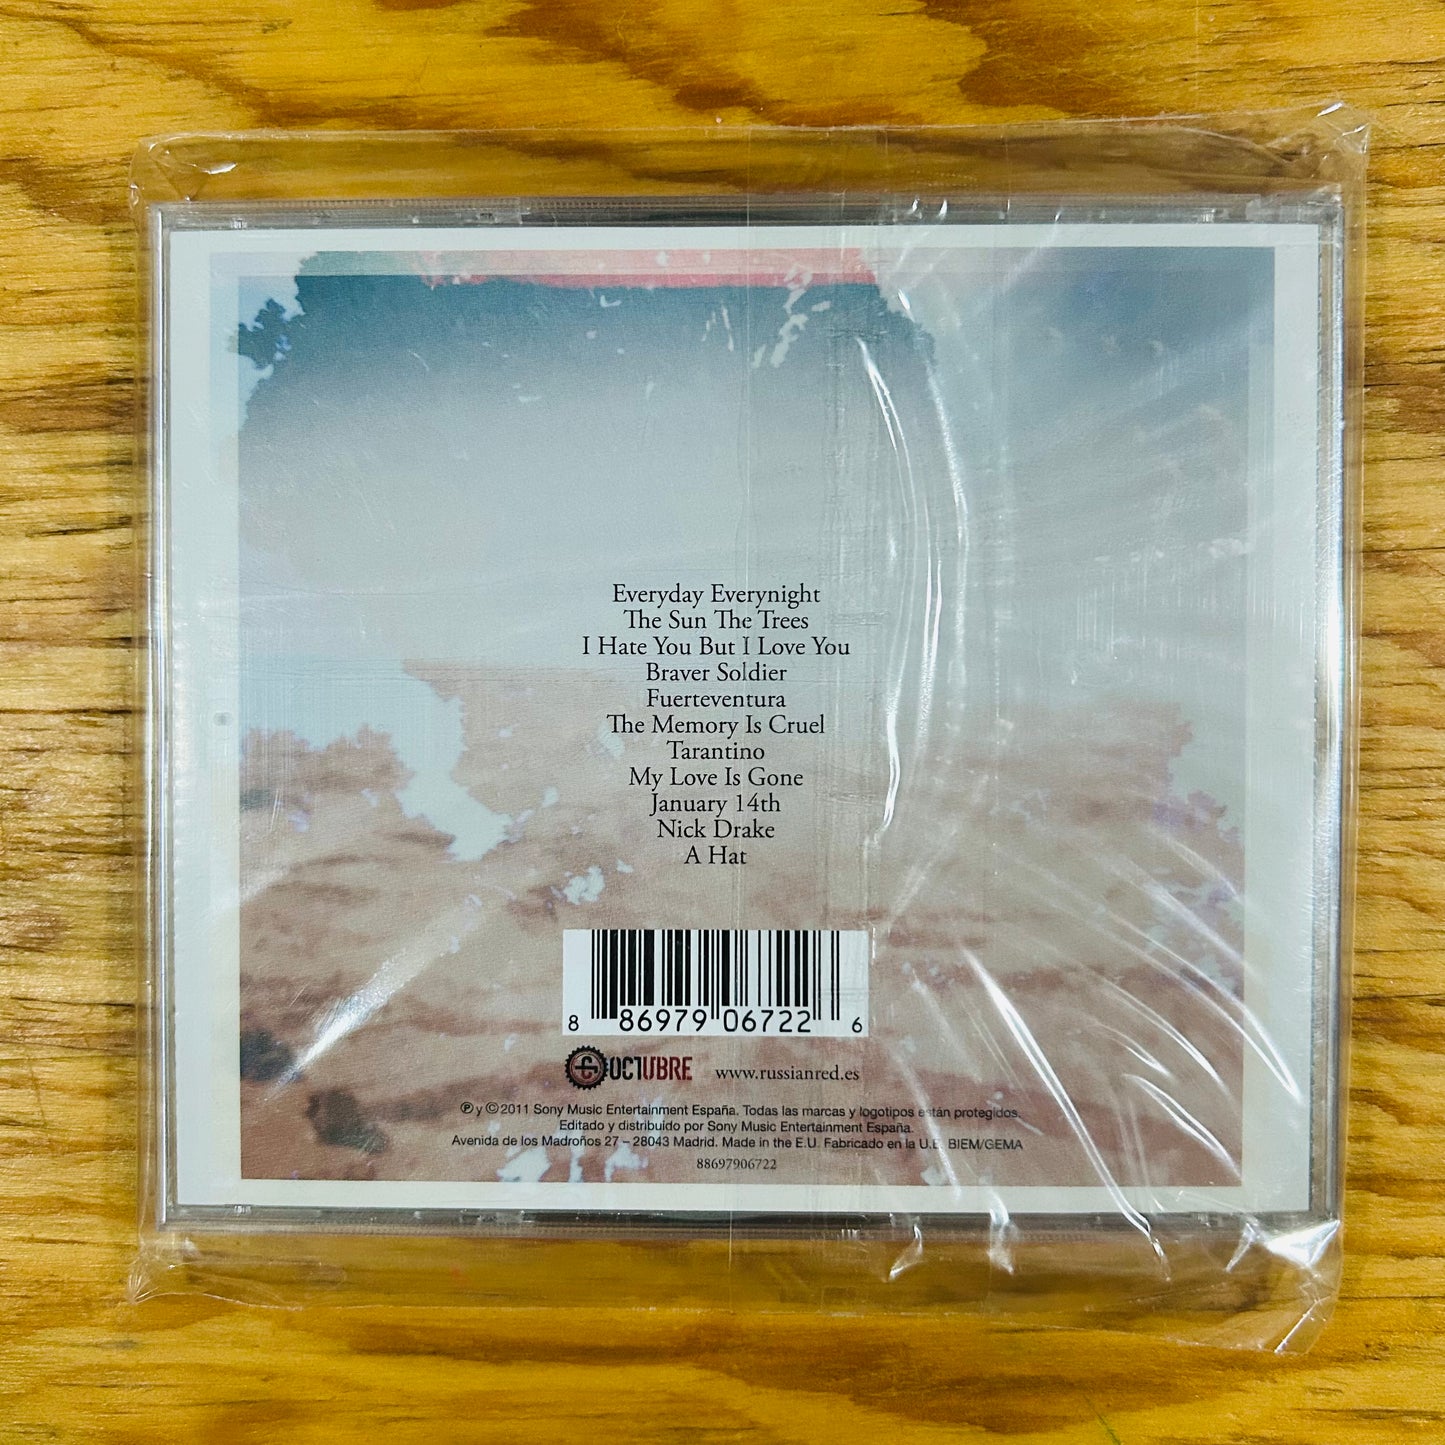 Everyday Everynight
The Sun The Trees
I Hate You But I Love You
Braver Soldier
Fuerteventura
The Memory Is Cruel
Tarantino
My Love Is Gone
January 14th
Nick Drake
A Hat
8 86979 06722 6
OCTUBRE www.russianred.es
℗ y © 2011 Sony Music Entertainment España. Todas las marcas y logotipos están protegidos.
Editado y distribuido por Sony Music Entertainment España.
Avenida de los Madroños 27 – 28043 Madrid. Made in the E.U. Fabricado en la U.E. BIEM/GEMA
88697906722